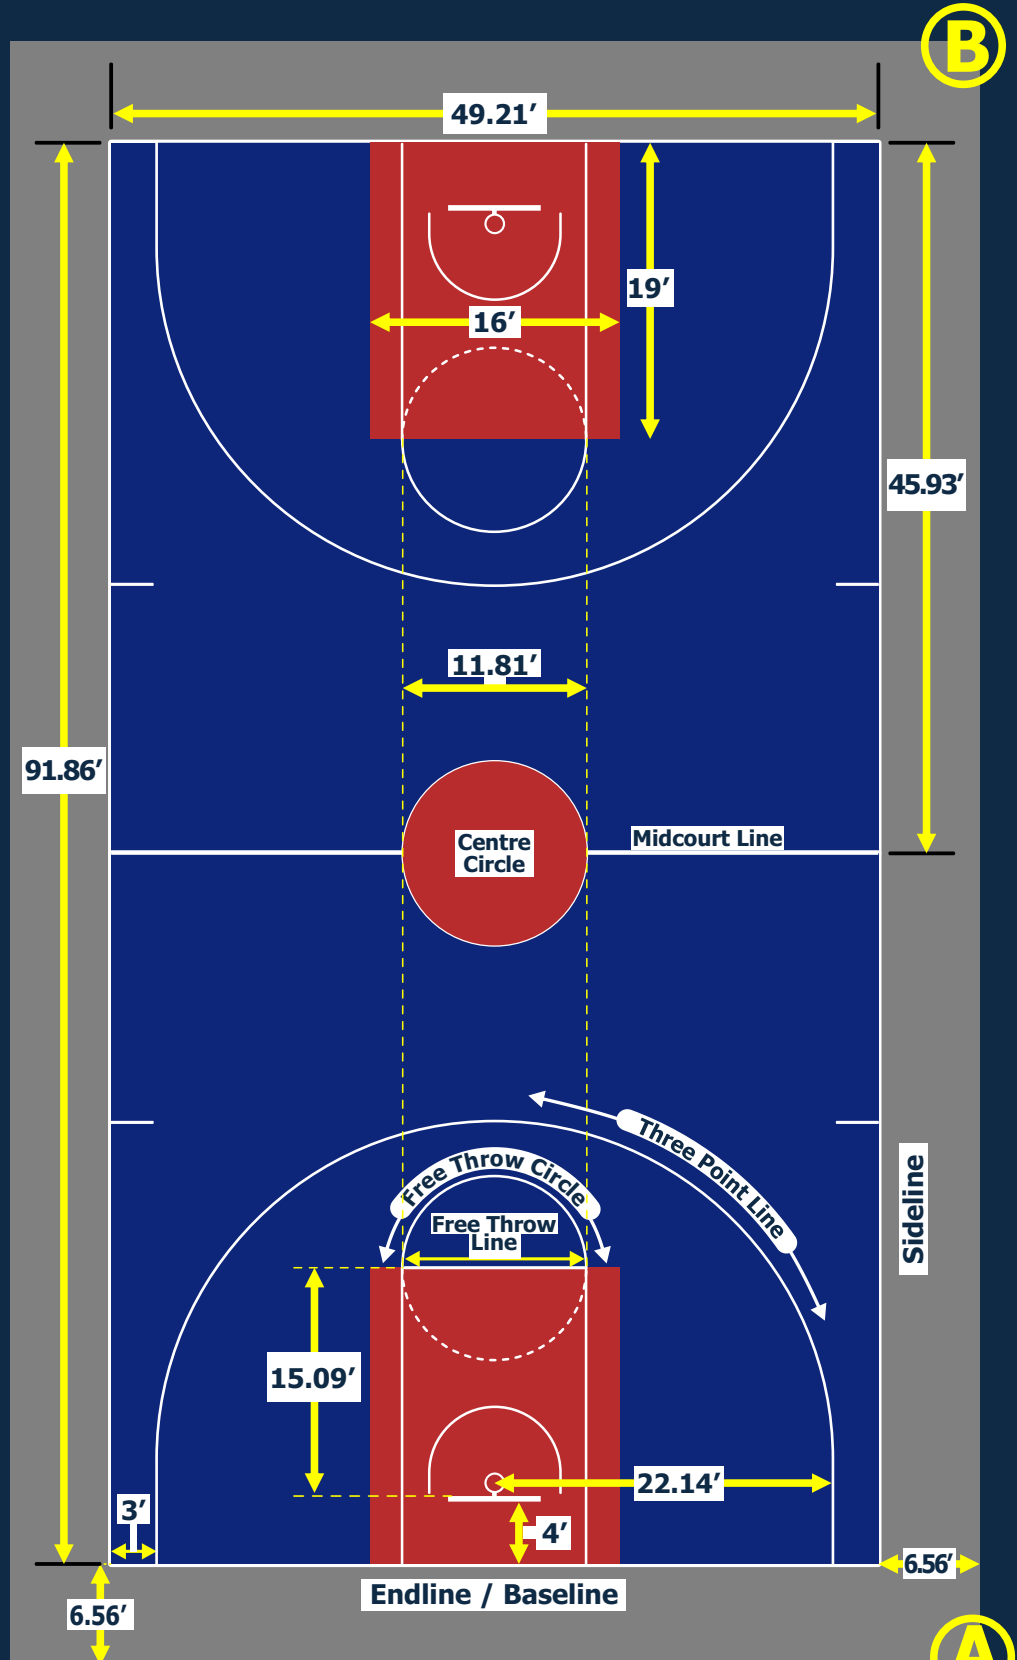 B
49.21′
19′
16′
45.93′
11.81′
91.86′
Midcourt Line
Centre
Circle
Three Point Line
Free Throw Circle
Sideline
Free Throw
Line
15.09′
22.14′
3′
4′
6.56′
Endline / Baseline
6.56′
A